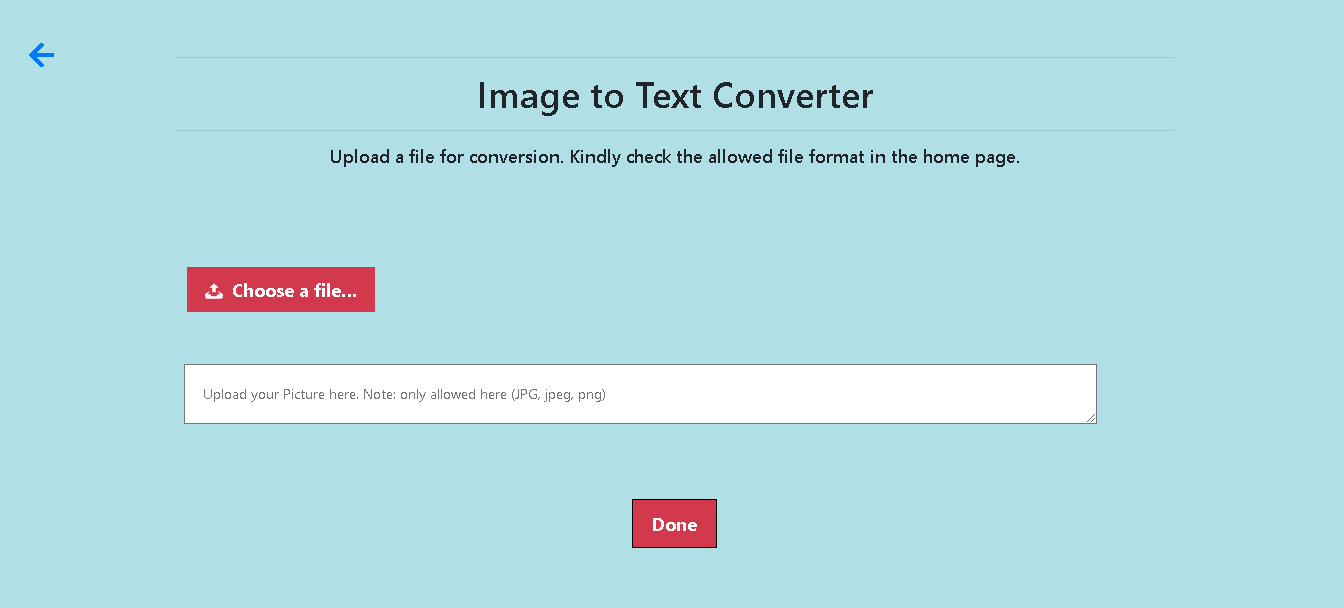 Image to Text Converter
Upload a file for conversion. Kindly check the allowed file format in the home page.
Choose a file...
Upload your Picture here. Note: only allowed here (JPG, jpeg, png)
Done